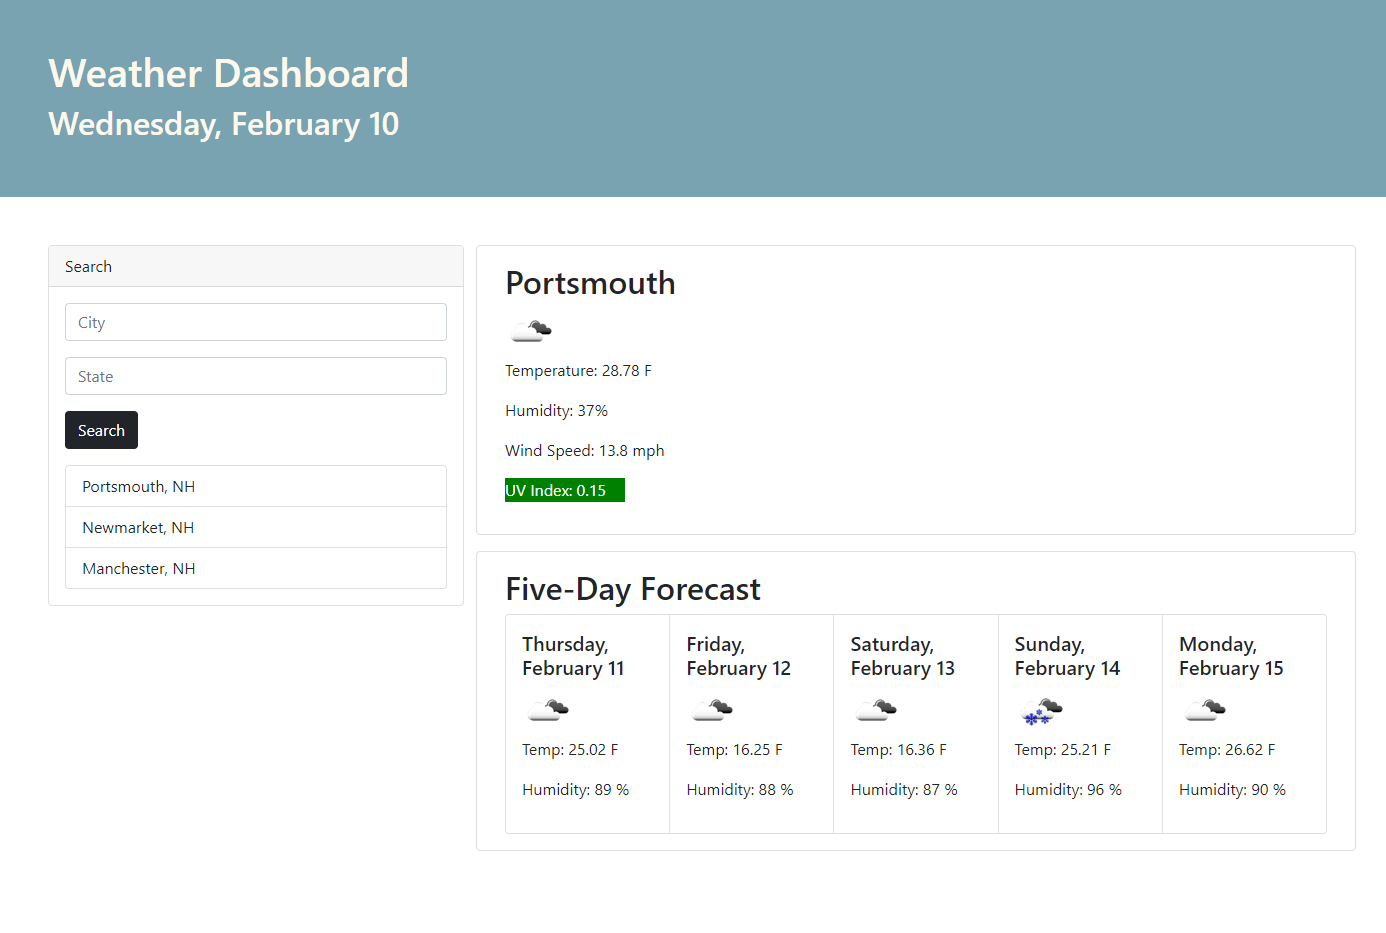 Weather Dashboard
Wednesday, February 10
Search
City
State
Search
Portsmouth, NH
Newmarket, NH
Manchester, NH
Portsmouth
Temperature: 28.78 F
Humidity: 37%
Wind Speed: 13.8 mph
UV Index: 0.15
Five-Day Forecast
Thursday,
February 11
Temp: 25.02 F
Humidity: 89 %
Friday,
February 12
Temp: 16.25 F
Humidity: 88 %
Saturday,
February 13
Temp: 16.36 F
Humidity: 87 %
Sunday,
February 14
Temp: 25.21 F
Humidity: 96 %
Monday,
February 15
Temp: 26.62 F
Humidity: 90 %